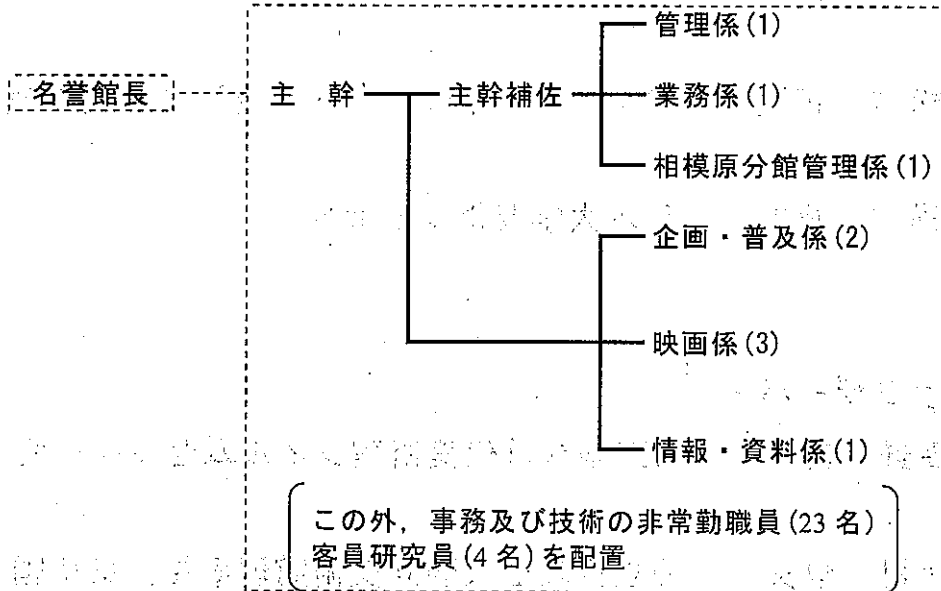 管理係(1)
名誉館長
主 幹
主幹補佐
業務係(1)
相模原分館管理係(1)
企画・普及係(2)
映画係(3)
情報・資料係(1)
この外，事務及び技術の非常勤職員(23 名)
客員研究員(4 名)を配置